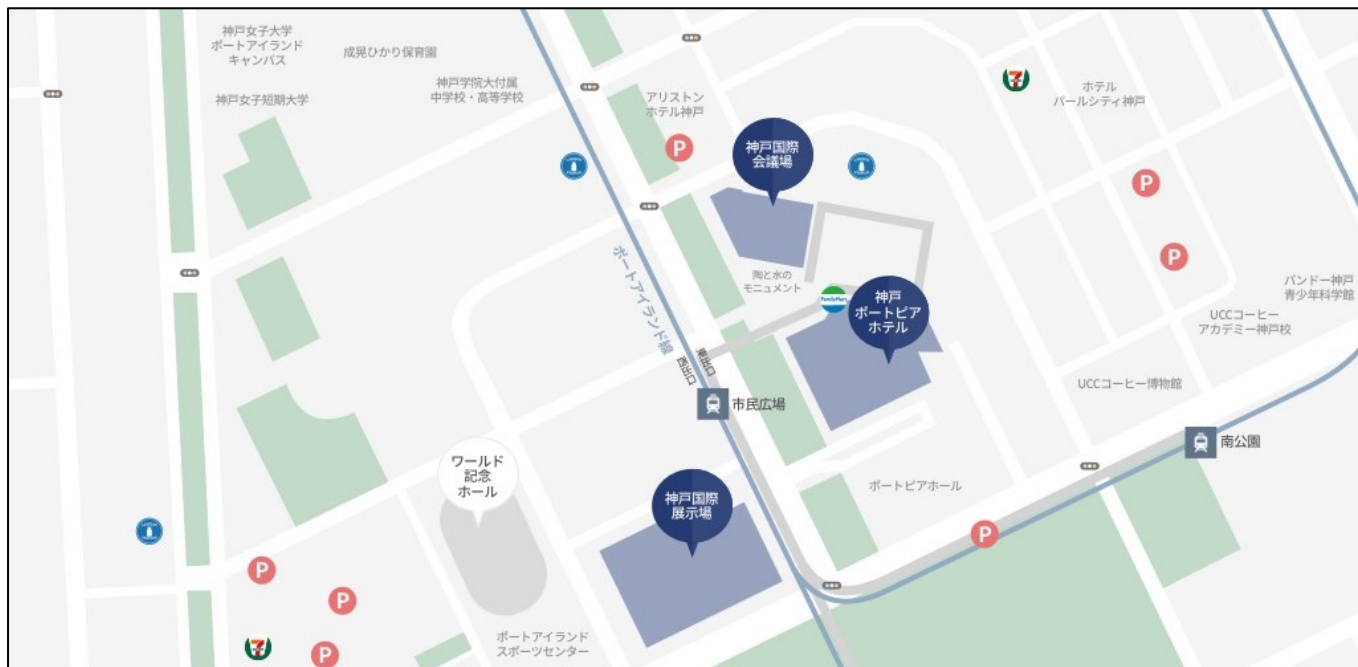 神戸女子大学
ポートアイランド
キャンパス
成晃ひかり保育園
神戸女子短期大学
神戸学院大付属
中学校・高等学校
アリストン
ホテル神戸
P
神戸国際
会議場
7
ホテル
パールシティ神戸
P
P
ポートアイランド線
陶と水の
モニュメント
FamilyMart
神戸
ポートピア
ホテル
バンドー神戸
青少年科学館
UCCコーヒー
アカデミー神戸校
UCCコーヒー博物館
西出口
東出口
市民広場
南公園
ワールド
記念
ホール
神戸国際
展示場
ポートピアホール
P
P
P
P
7
ポートアイランド
スポーツセンター